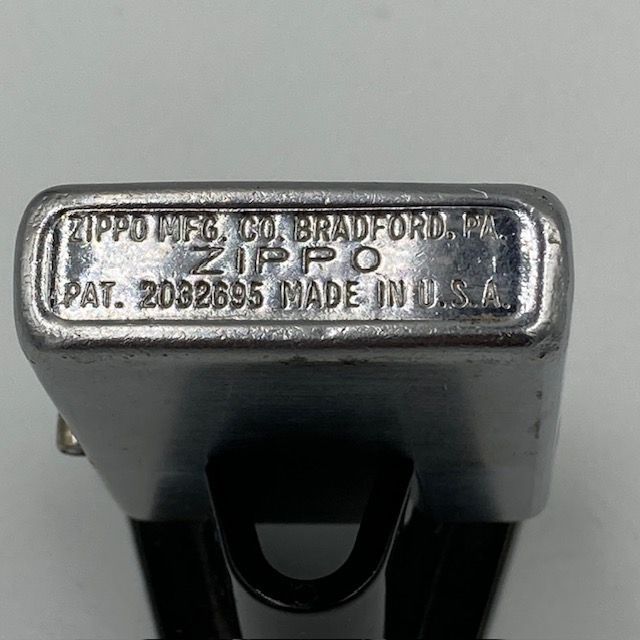 ZIPPO MFG. CO. BRADFORD, PA.
ZIPPO
PAT. 2032695 MADE IN U.S.A.